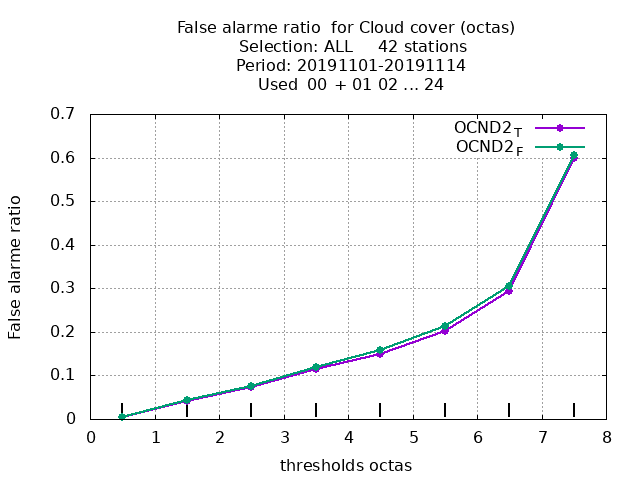 False alarme ratio  for Cloud cover (octas)
Selection: ALL     42 stations
Period: 20191101-20191114
Used  00  + 01 02 ... 24
0.7
0.6
0.5
0.4
0.3
0.2
0.1
0
False alarme ratio
OCND2T
OCND2F
0 1 2 3 4 5 6 7 8
thresholds octas